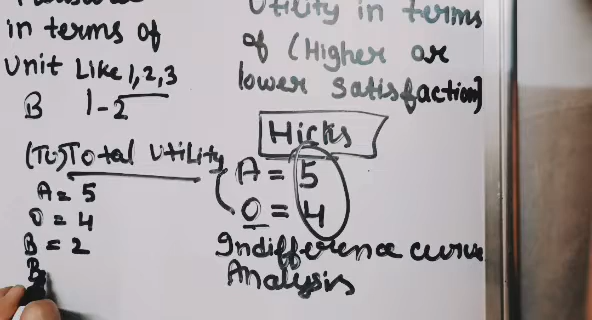 in terms of
Unit Like 1,2,3
B 1-2
(TU) Total Utility
A = 5
O = 4
B = 2
B
Utility in terms
of (Higher or
lower Satisfaction)
Hicks
A = 5
O = 4
Indifference curve
Analysis